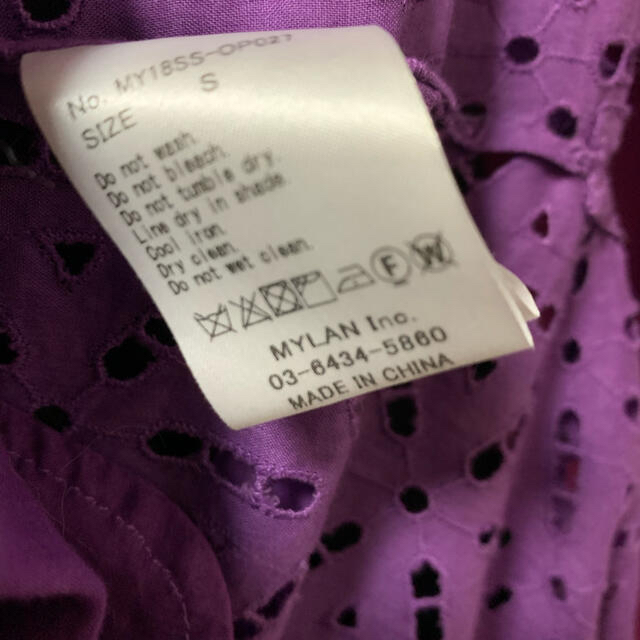 No. MY18SS-OP027
SIZE S
Do not wash.
Do not bleach.
Do not tumble dry.
Line dry in shade.
Cool iron.
Dry clean.
Do not wet clean.
F W
MYLAN Inc.
03-6434-5860
MADE IN CHINA